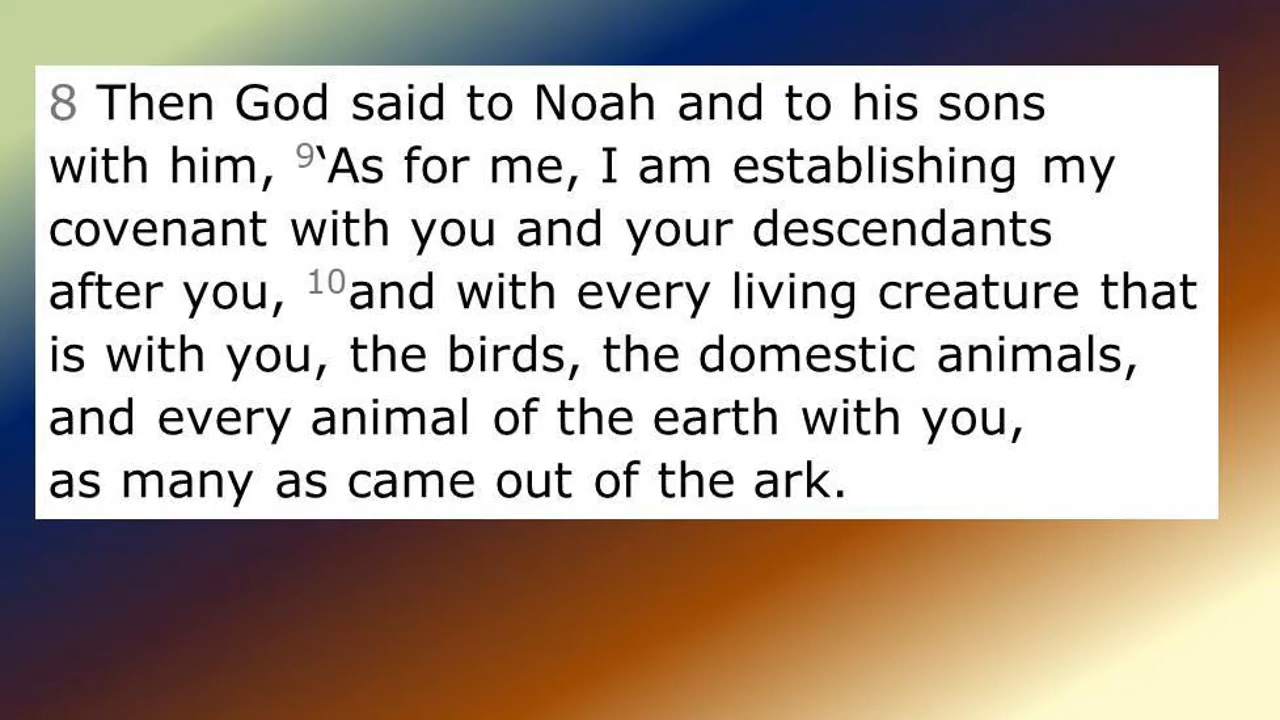 8 Then God said to Noah and to his sons
with him, 9‘As for me, I am establishing my
covenant with you and your descendants
after you, 10and with every living creature that
is with you, the birds, the domestic animals,
and every animal of the earth with you,
as many as came out of the ark.